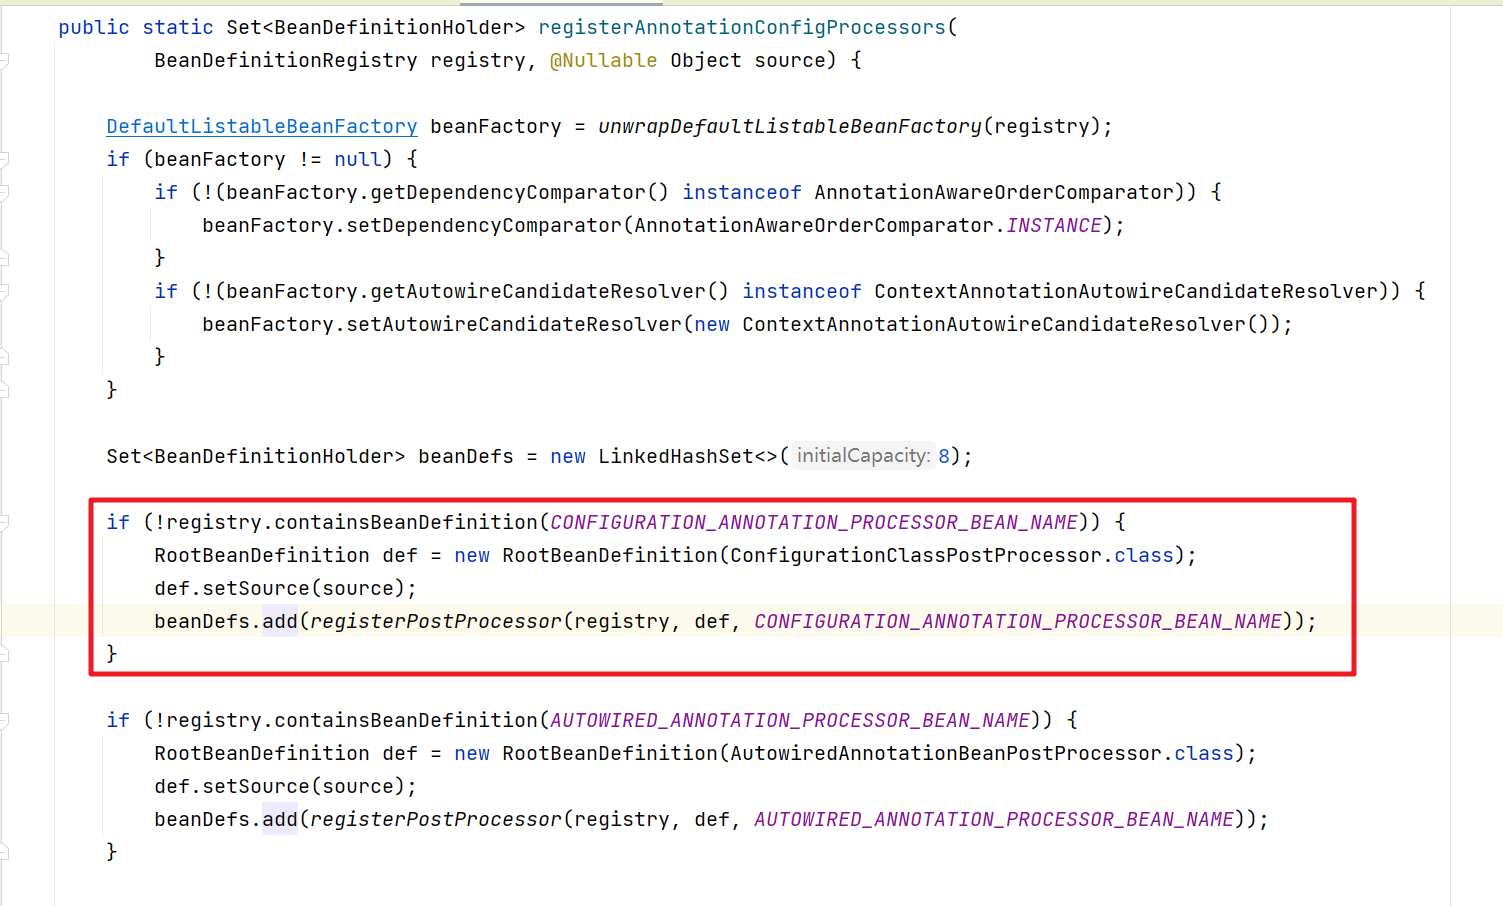 public static Set<BeanDefinitionHolder> registerAnnotationConfigProcessors(
        BeanDefinitionRegistry registry, @Nullable Object source) {

    DefaultListableBeanFactory beanFactory = unwrapDefaultListableBeanFactory(registry);
    if (beanFactory != null) {
        if (!(beanFactory.getDependencyComparator() instanceof AnnotationAwareOrderComparator)) {
            beanFactory.setDependencyComparator(AnnotationAwareOrderComparator.INSTANCE);
        }
        if (!(beanFactory.getAutowireCandidateResolver() instanceof ContextAnnotationAutowireCandidateResolver)) {
            beanFactory.setAutowireCandidateResolver(new ContextAnnotationAutowireCandidateResolver());
        }
    }

    Set<BeanDefinitionHolder> beanDefs = new LinkedHashSet<>( initialCapacity: 8);

    if (!registry.containsBeanDefinition(CONFIGURATION_ANNOTATION_PROCESSOR_BEAN_NAME)) {
        RootBeanDefinition def = new RootBeanDefinition(ConfigurationClassPostProcessor.class);
        def.setSource(source);
        beanDefs.add(registerPostProcessor(registry, def, CONFIGURATION_ANNOTATION_PROCESSOR_BEAN_NAME));
    }

    if (!registry.containsBeanDefinition(AUTOWIRED_ANNOTATION_PROCESSOR_BEAN_NAME)) {
        RootBeanDefinition def = new RootBeanDefinition(AutowiredAnnotationBeanPostProcessor.class);
        def.setSource(source);
        beanDefs.add(registerPostProcessor(registry, def, AUTOWIRED_ANNOTATION_PROCESSOR_BEAN_NAME));
    }